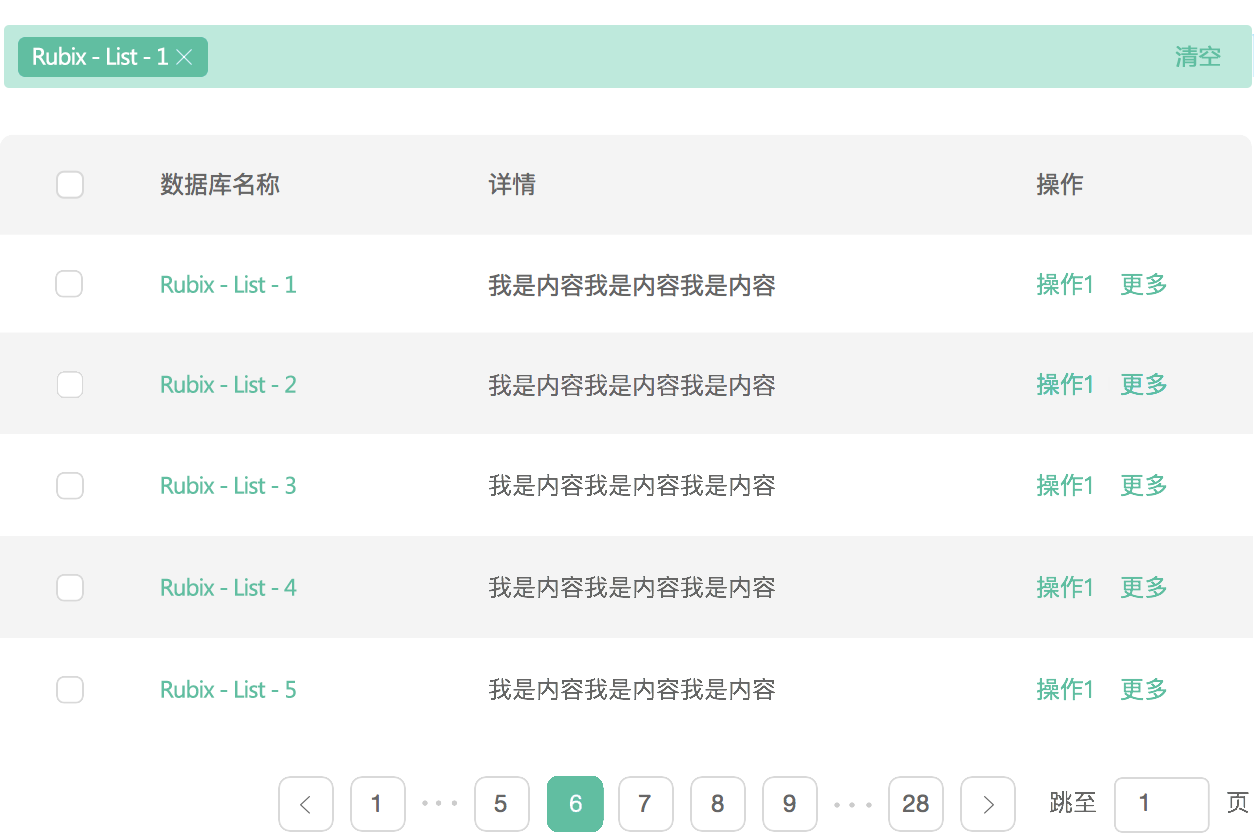 Rubix - List - 1 × 清空
数据库名称 详情 操作
Rubix - List - 1 我是内容我是内容我是内容 操作1 更多
Rubix - List - 2 我是内容我是内容我是内容 操作1 更多
Rubix - List - 3 我是内容我是内容我是内容 操作1 更多
Rubix - List - 4 我是内容我是内容我是内容 操作1 更多
Rubix - List - 5 我是内容我是内容我是内容 操作1 更多
< 1 ••• 5 6 7 8 9 ••• 28 > 跳至 1 页